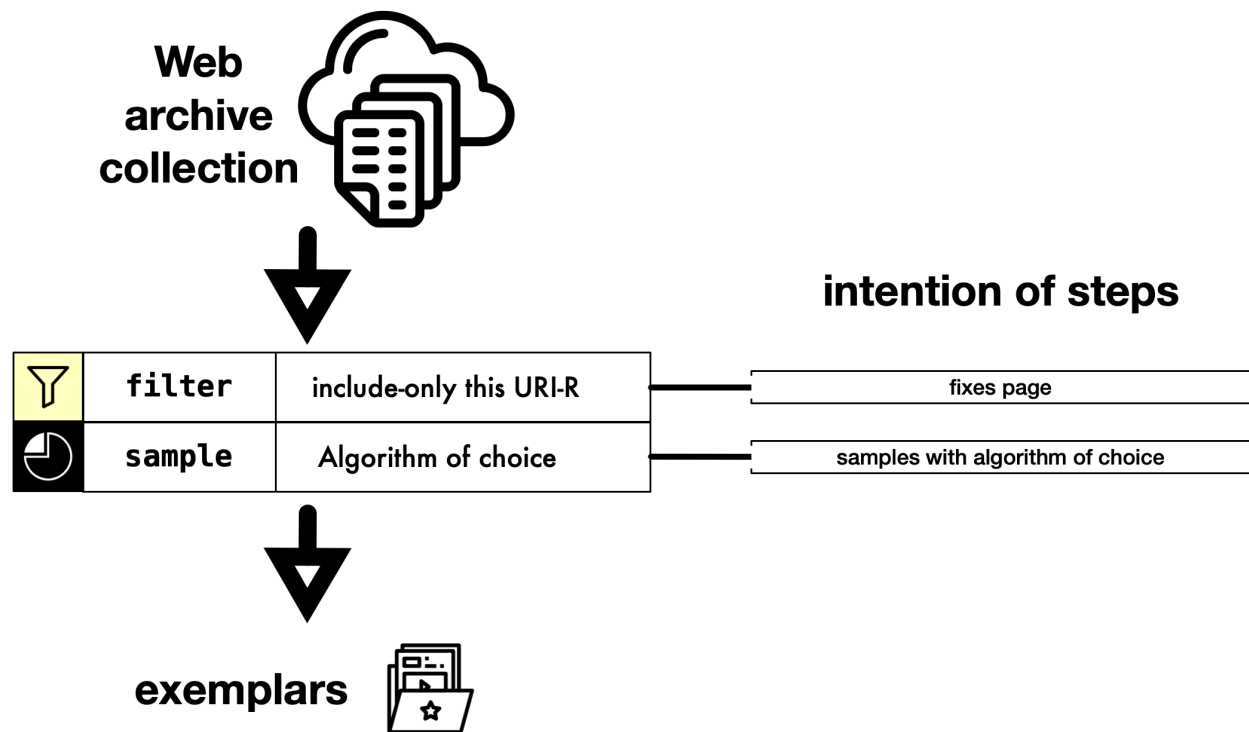 Web
archive
collection
intention of steps
filter include-only this URI-R fixes page
sample Algorithm of choice samples with algorithm of choice
exemplars